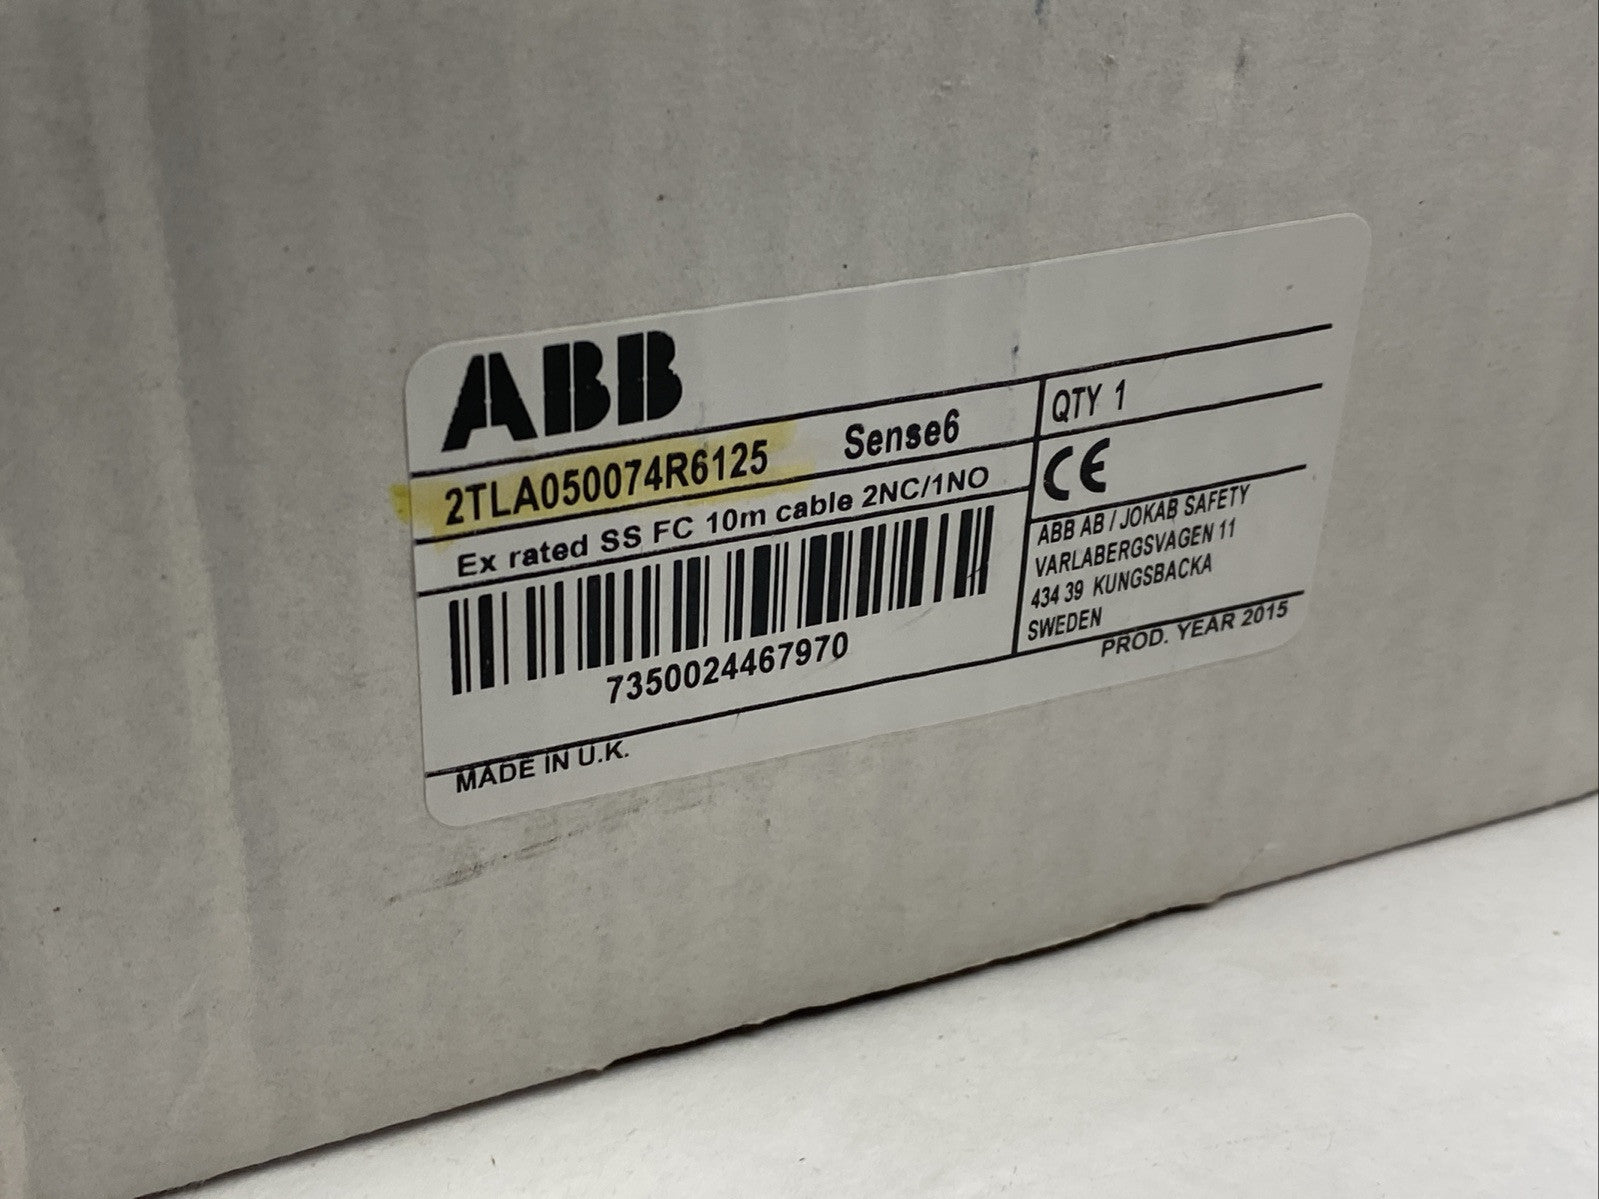 ABB
2TLA050074R6125 Sense6
Ex rated SS FC 10m cable 2NC/1NO
7350024467970
MADE IN U.K.
QTY 1
CE
ABB AB / JOKAB SAFETY
VARLABERGSVAGEN 11
434 39 KUNGSBACKA
SWEDEN
PROD. YEAR 2015